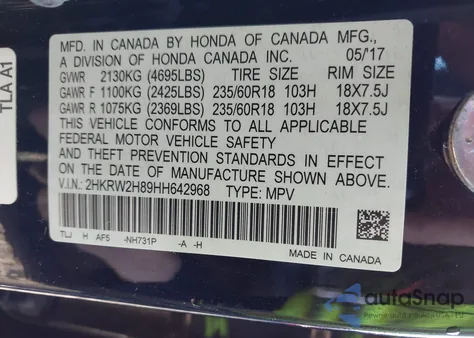 TLA A1
MFD. IN CANADA BY HONDA OF CANADA MFG.,
A DIVISION OF HONDA CANADA INC. 05/17
GVWR 2130KG (4695LBS) TIRE SIZE RIM SIZE
GAWR F 1100KG (2425LBS) 235/60R18 103H 18X7.5J
GAWR R 1075KG (2369LBS) 235/60R18 103H 18X7.5J
THIS VEHICLE CONFORMS TO ALL APPLICABLE
FEDERAL MOTOR VEHICLE SAFETY
AND THEFT PREVENTION STANDARDS IN EFFECT
ON THE DATE OF MANUFACTURE SHOWN ABOVE.
V.I.N.: 2HKRW2H89HH642968 TYPE: MPV
TLJ H AF5 -NH731P -A -H
MADE IN CANADA
autoSnap